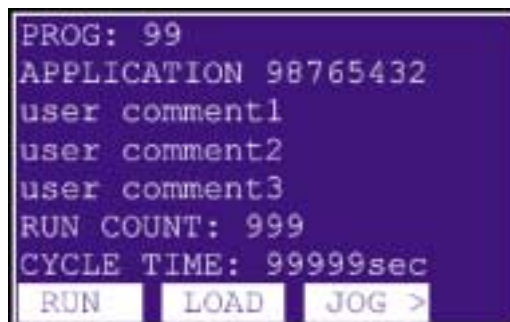 PROG: 99
APPLICATION 98765432
user comment1
user comment2
user comment3
RUN COUNT: 999
CYCLE TIME: 99999sec
RUN LOAD JOG >